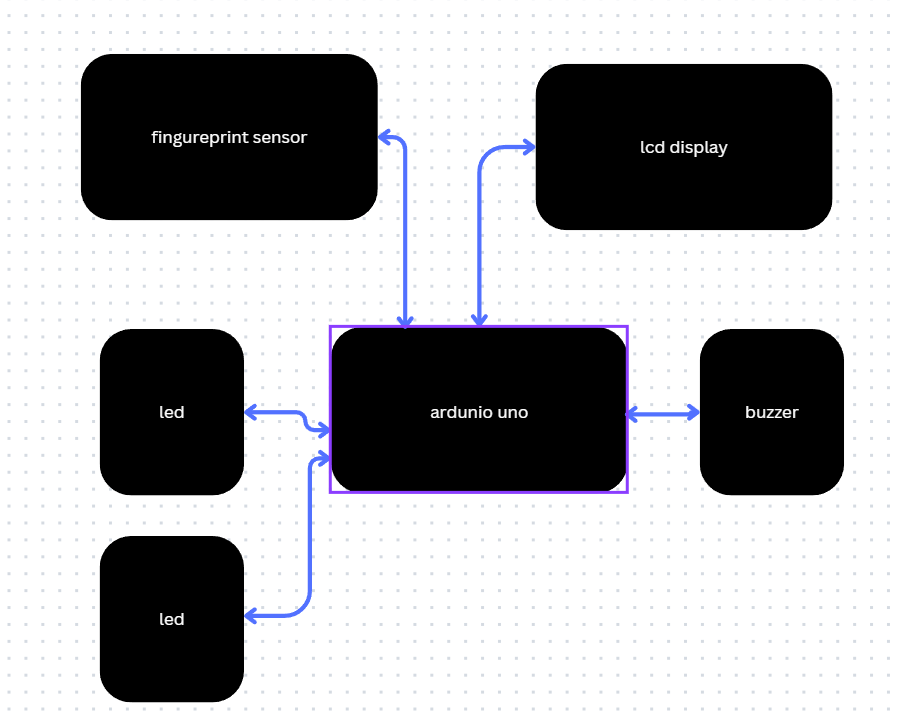 fingureprint sensor
lcd display
led
ardunio uno
buzzer
led